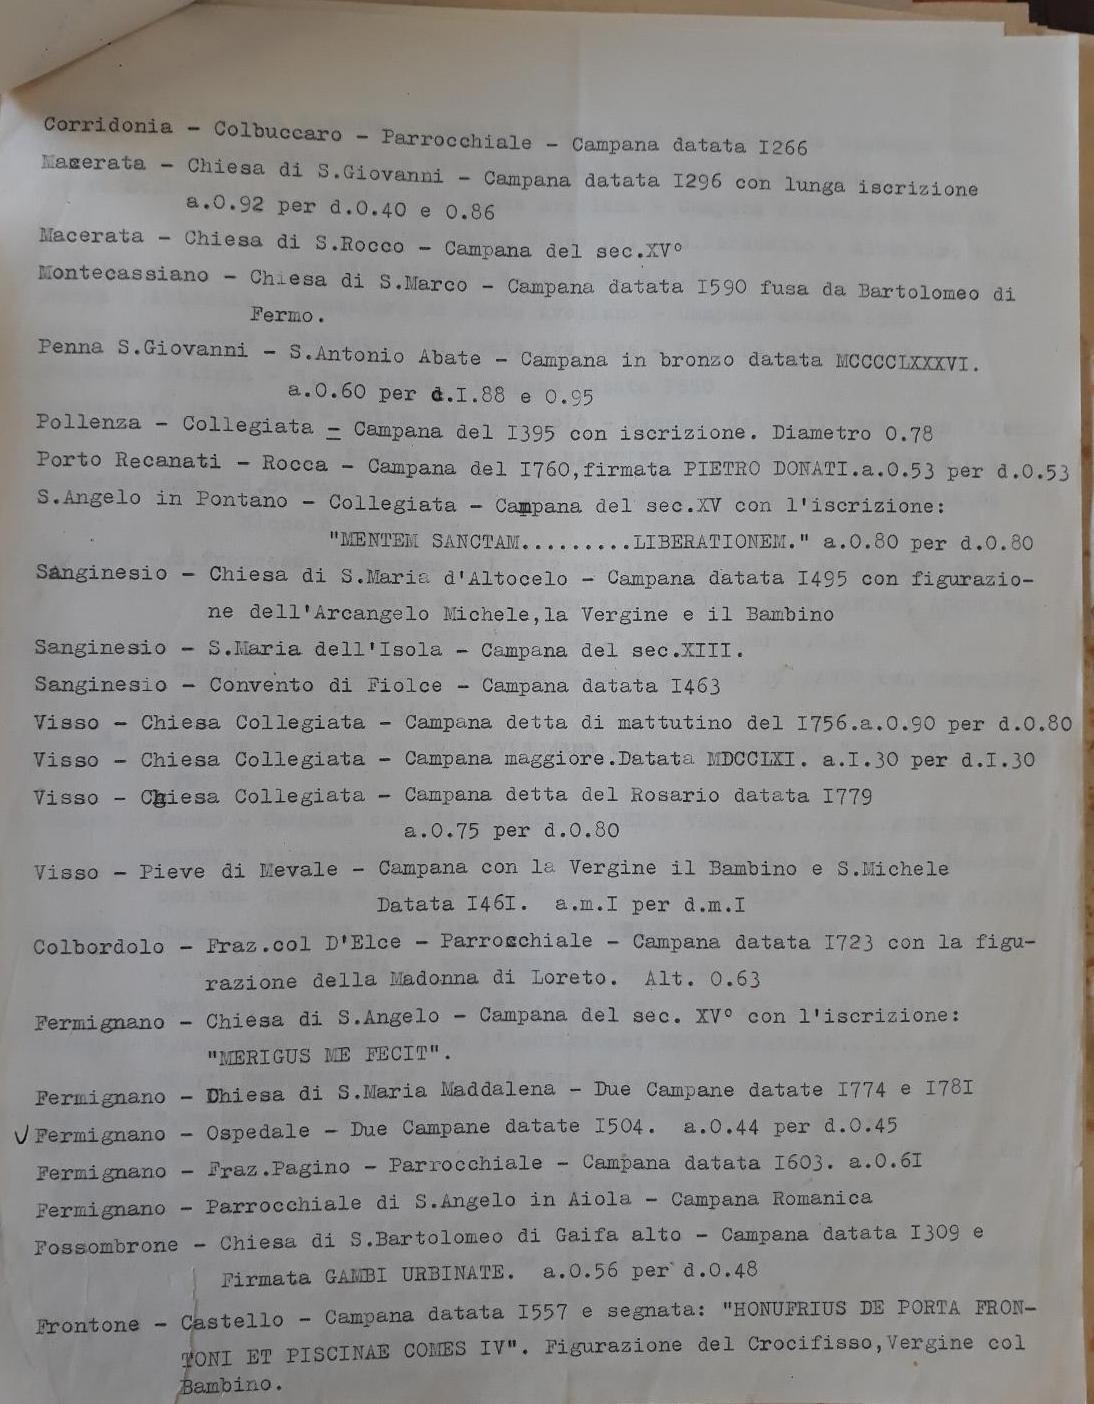 Corridonia - Colbuccaro - Parrocchiale - Campana datata I266
Macerata - Chiesa di S.Giovanni - Campana datata I296 con lunga iscrizione
a.0.92 per d.0.40 e 0.86
Macerata - Chiesa di S.Rocco - Campana del sec.XV°
Montecassiano - Chiesa di S.Marco - Campana datata I590 fusa da Bartolomeo di
Fermo.
Penna S.Giovanni - S.Antonio Abate - Campana in bronzo datata MCCCCLXXXVI.
a.0.60 per d.I.88 e 0.95
Pollenza - Collegiata - Campana del I395 con iscrizione. Diametro 0.78
Porto Recanati - Rocca - Campana del I760,firmata PIETRO DONATI.a.0.53 per d.0.53
S.Angelo in Pontano - Collegiata - Campana del sec.XV con l'iscrizione:
"MENTEM SANCTAM.........LIBERATIONEM." a.0.80 per d.0.80
Sanginesio - Chiesa di S.Maria d'Altocelo - Campana datata I495 con figurazio-
ne dell'Arcangelo Michele,la Vergine e il Bambino
Sanginesio - S.Maria dell'Isola - Campana del sec.XIII.
Sanginesio - Convento di Fiolce - Campana datata I463
Visso - Chiesa Collegiata - Campana detta di mattutino del I756.a.0.90 per d.0.80
Visso - Chiesa Collegiata - Campana maggiore.Datata MDCCLXI. a.I.30 per d.I.30
Visso - Chiesa Collegiata - Campana detta del Rosario datata I779
a.0.75 per d.0.80
Visso - Pieve di Mevale - Campana con la Vergine il Bambino e S.Michele
Datata I46I. a.m.I per d.m.I
Colbordolo - Fraz.col D'Elce - Parrocchiale - Campana datata I723 con la figu-
razione della Madonna di Loreto. Alt. 0.63
Fermignano - Chiesa di S.Angelo - Campana del sec. XV° con l'iscrizione:
"MERIGUS ME FECIT".
Fermignano - Dhiesa di S.Maria Maddalena - Due Campane datate I774 e I78I
Fermignano - Ospedale - Due Campane datate I504. a.0.44 per d.0.45
Fermignano - Fraz.Pagino - Parrocchiale - Campana datata I603. a.0.6I
Fermignano - Parrocchiale di S.Angelo in Aiola - Campana Romanica
Fossombrone - Chiesa di S.Bartolomeo di Gaifa alto - Campana datata I309 e
Firmata GAMBI URBINATE. a.0.56 per d.0.48
Frontone - Castello - Campana datata I557 e segnata: "HONUFRIUS DE PORTA FRON-
TONI ET PISCINAE COMES IV". Figurazione del Crocifisso,Vergine col
Bambino.